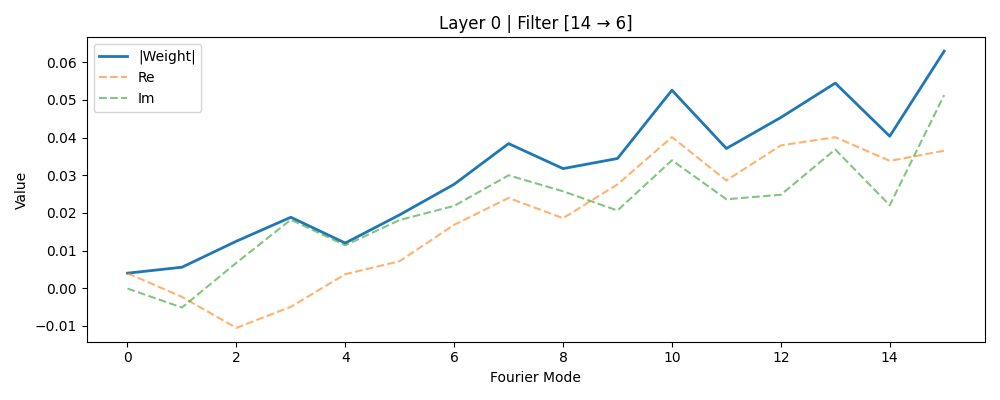 Layer 0 | Filter [14 → 6]
|Weight|
Re
Im
0.06
0.05
0.04
0.03
0.02
0.01
0.00
−0.01
Value
0 2 4 6 8 10 12 14
Fourier Mode